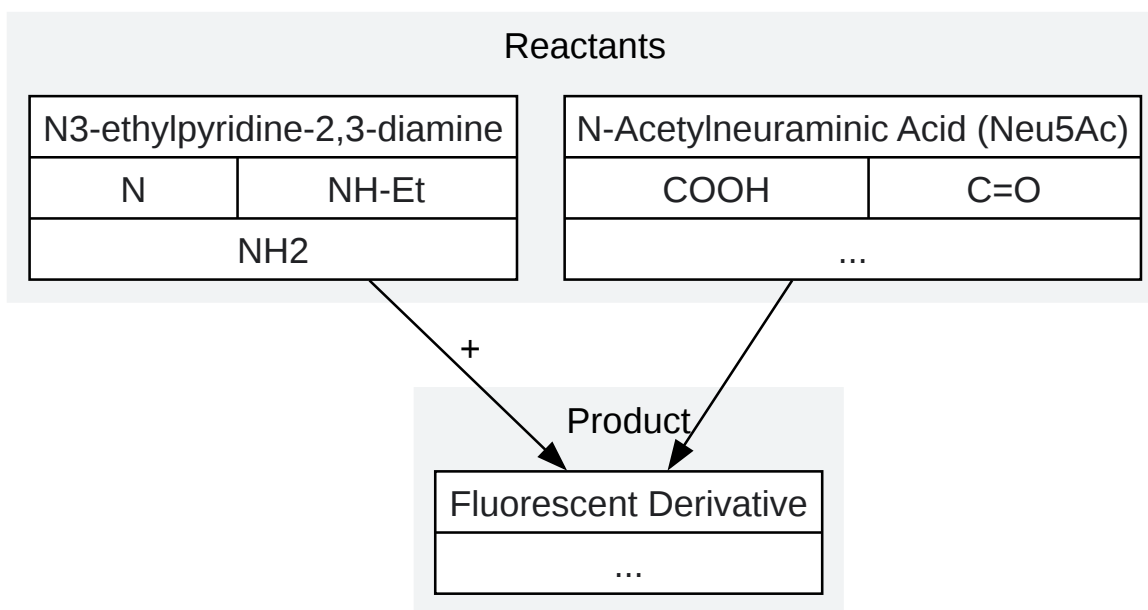 Reactants
N3-ethylpyridine-2,3-diamine
N
NH-Et
NH2
N-Acetylneuraminic Acid (Neu5Ac)
COOH
C=O
...
+
Product
Fluorescent Derivative
...